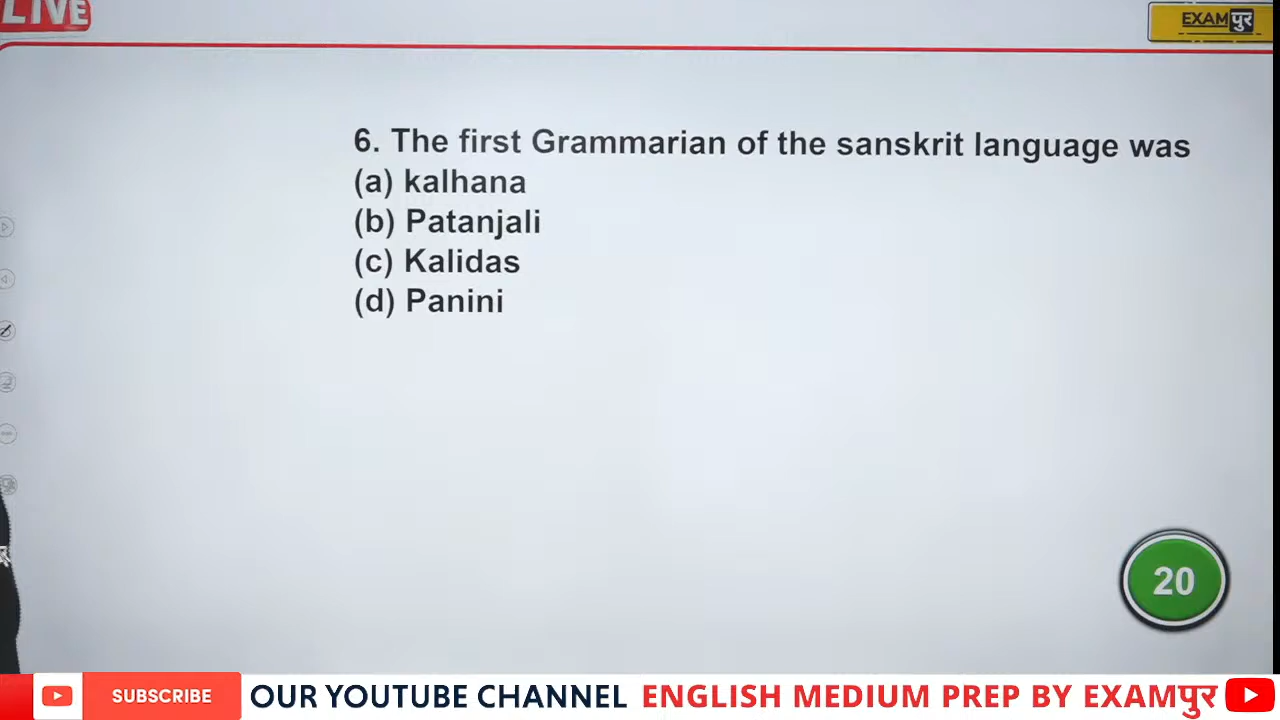 LIVE
EXAMपुर
6. The first Grammarian of the sanskrit language was
(a) kalhana
(b) Patanjali
(c) Kalidas
(d) Panini
20
SUBSCRIBE
OUR YOUTUBE CHANNEL ENGLISH MEDIUM PREP BY EXAMपुर